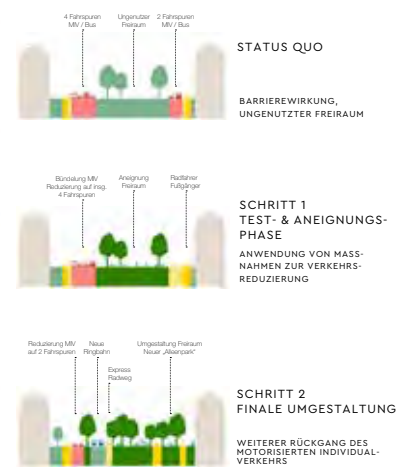 4 Fahrspuren
MIV / Bus
Ungenutzer
Freiraum
2 Fahrspuren
MIV / Bus
STATUS QUO
BARRIEREWIRKUNG,
UNGENUTZTER FREIRAUM
Bündelung MIV
Reduzierung auf insg.
4 Fahrspuren
Aneignung
Freiraum
Radfahrer
Fußgänger
SCHRITT 1
TEST- & ANEIGNUNGS-
PHASE
ANWENDUNG VON MASS-
NAHMEN ZUR VERKEHRS-
REDUZIERUNG
Reduzierung MIV
auf 2 Fahrspuren
Neue
Ringbahn
Express
Radweg
Umgestaltung Freiraum
Neuer „Alleenpark“
SCHRITT 2
FINALE UMGESTALTUNG
WEITERER RÜCKGANG DES
MOTORISIERTEN INDIVIDUAL-
VERKEHRS